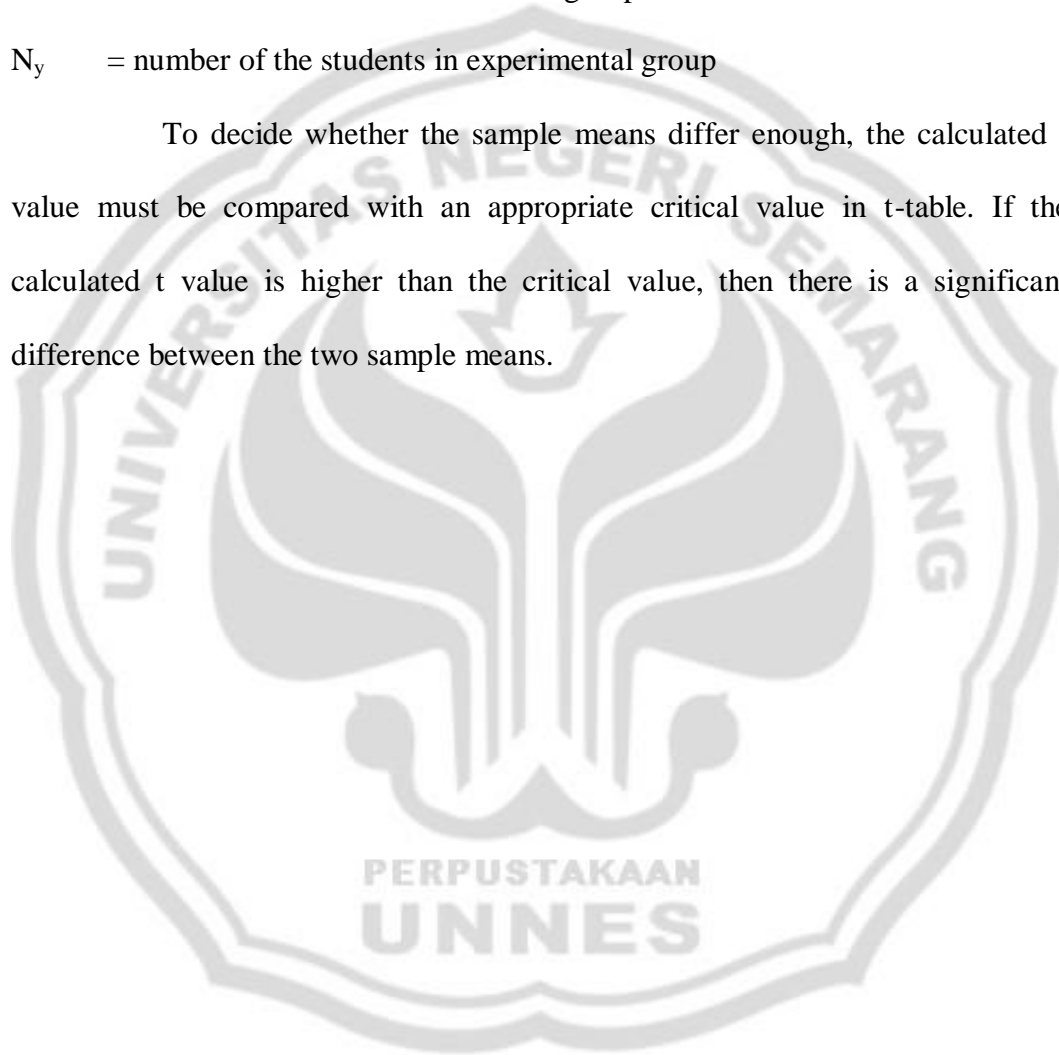 N_y = number of the students in experimental group
To decide whether the sample means differ enough, the calculated
value must be compared with an appropriate critical value in t-table. If the
calculated t value is higher than the critical value, then there is a significan
difference between the two sample means.
UNIVERSITAS NEGERI SEMARANG
PERPUSTAKAAN
UNNES